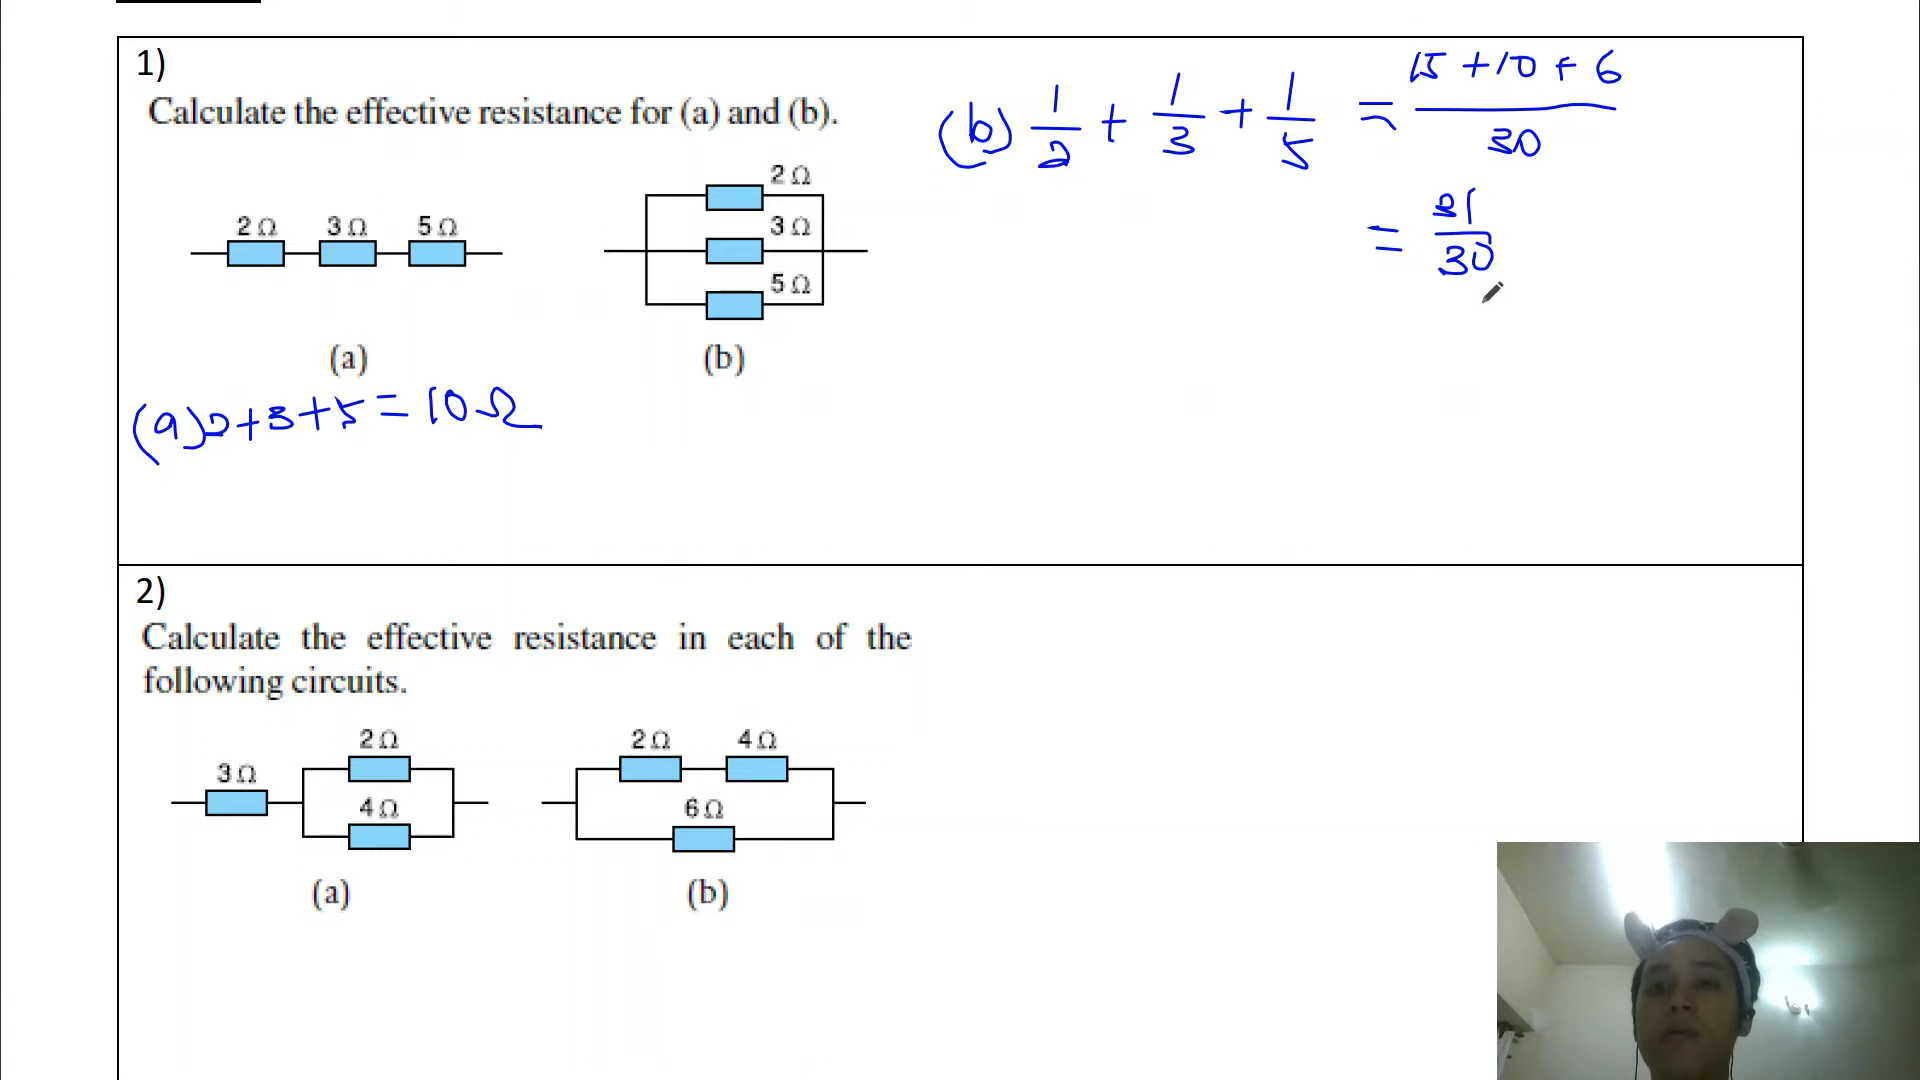 1)
Calculate the effective resistance for (a) and (b).
2 Ω 3 Ω 5 Ω
2 Ω
3 Ω
5 Ω
(a) (b)
(a) 2+3+5 = 10 Ω
(b) 1/2 + 1/3 + 1/5 = 15 + 10 + 6 / 30
= 31/30
2)
Calculate the effective resistance in each of the
following circuits.
3 Ω 2 Ω
4 Ω
2 Ω 4 Ω
6 Ω
(a) (b)